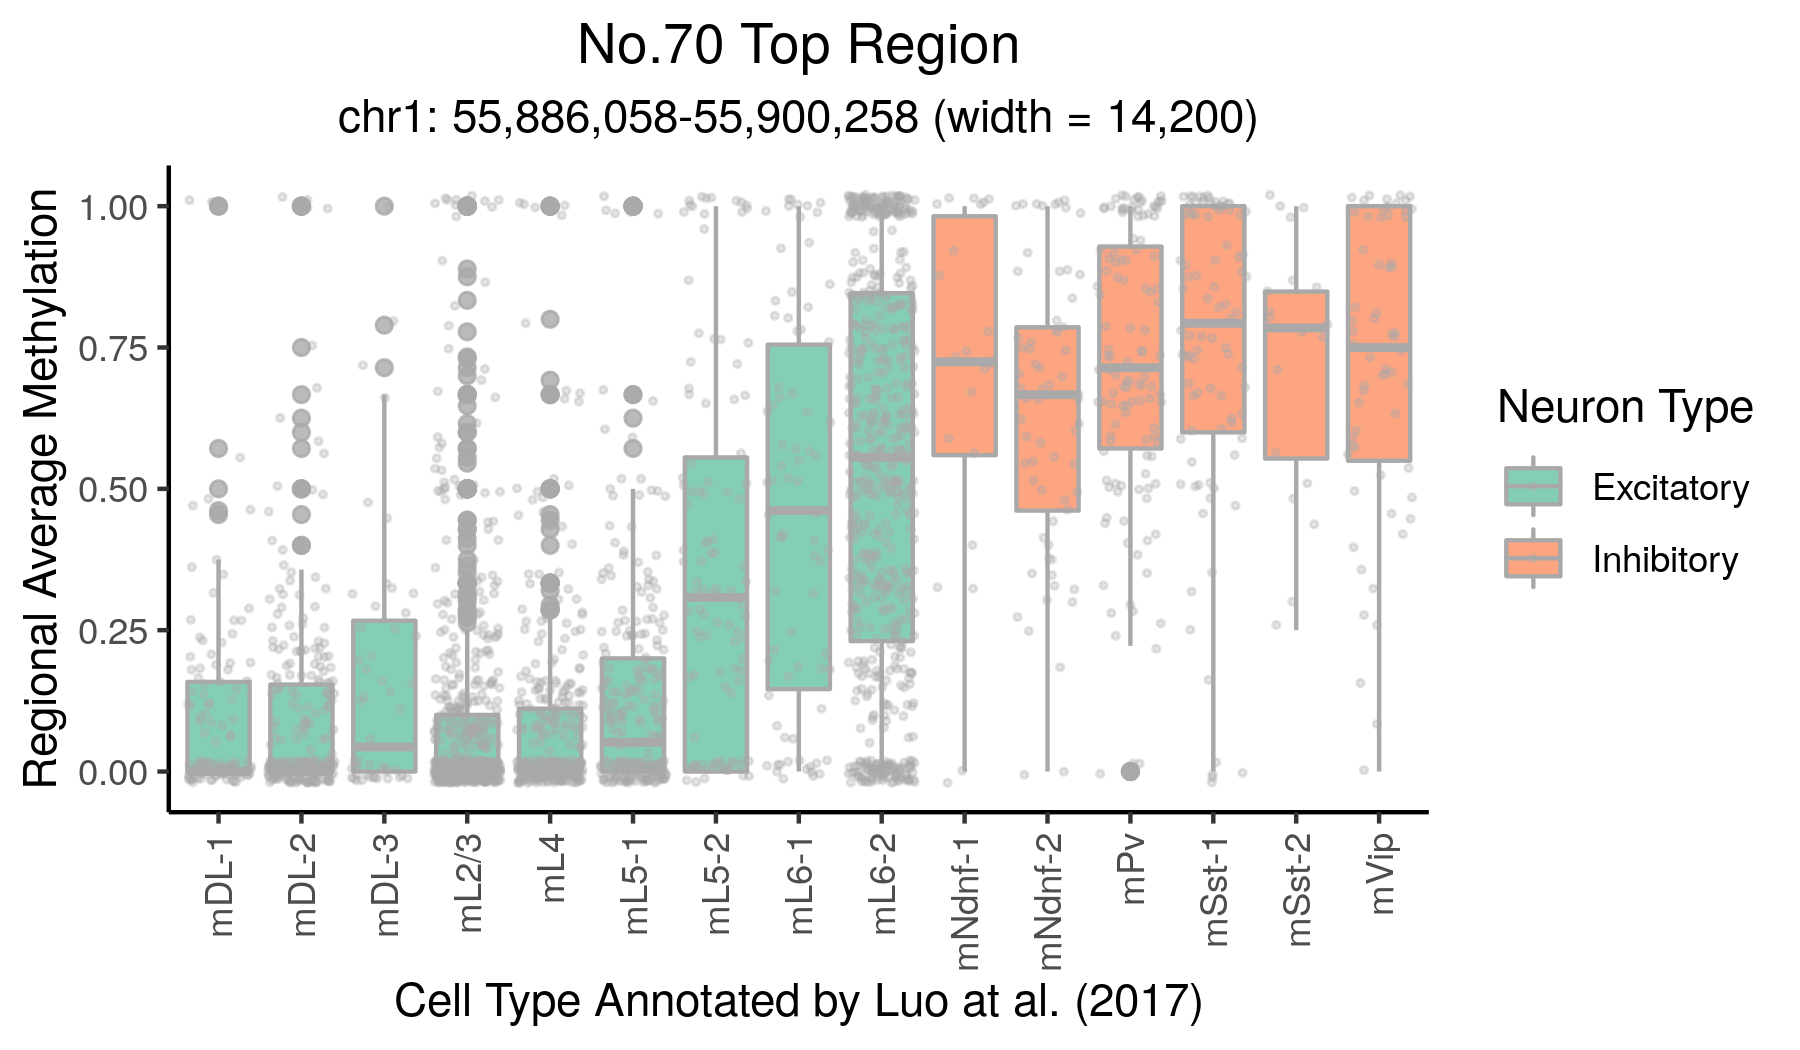 No.70 Top Region
chr1: 55,886,058-55,900,258 (width = 14,200)
Regional Average Methylation
1.00
0.75
0.50
0.25
0.00
mDL-1
mDL-2
mDL-3
mL2/3
mL4
mL5-1
mL5-2
mL6-1
mL6-2
mNdnf-1
mNdnf-2
mPv
mSst-1
mSst-2
mVip
Cell Type Annotated by Luo at al. (2017)
Neuron Type
Excitatory
Inhibitory